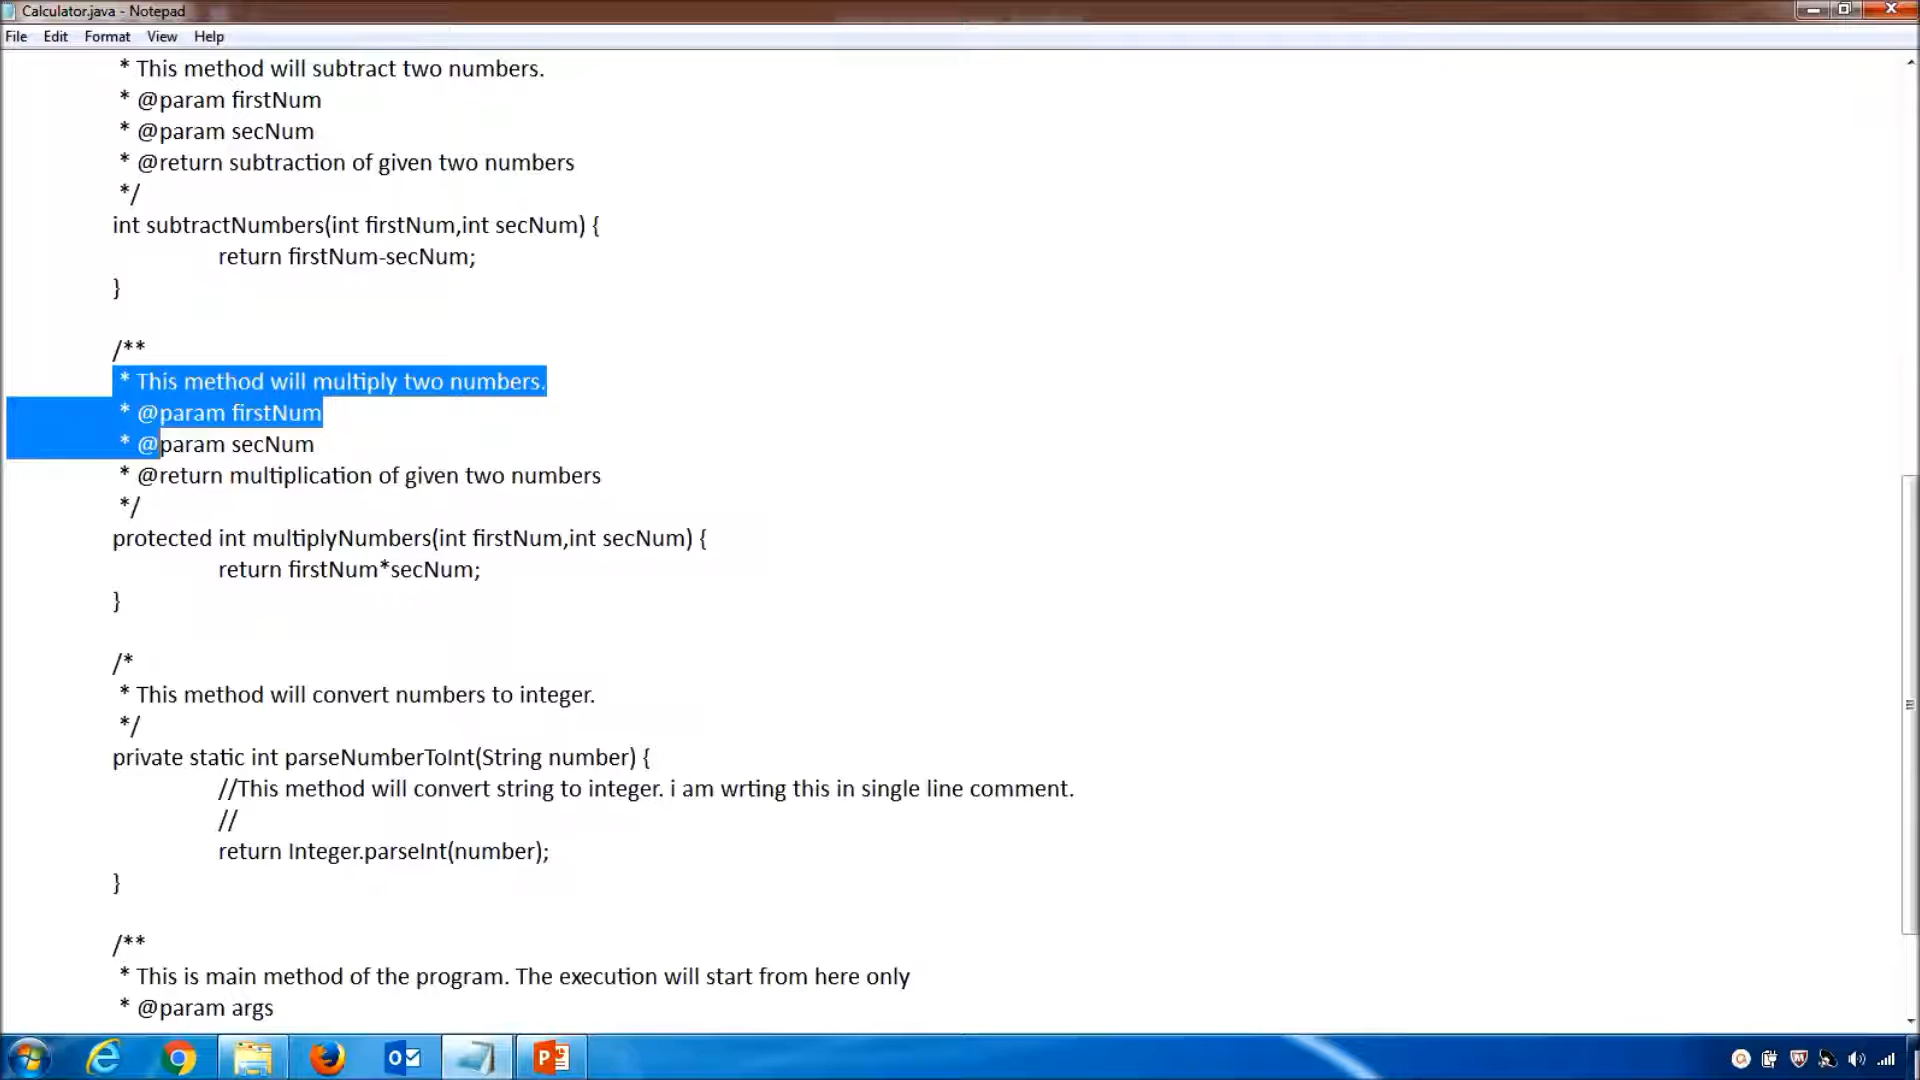 Calculator.java - Notepad
File Edit Format View Help
* This method will subtract two numbers.
* @param firstNum
* @param secNum
* @return subtraction of given two numbers
*/
int subtractNumbers(int firstNum,int secNum) {
return firstNum-secNum;
}
/**
* This method will multiply two numbers.
* @param firstNum
* @param secNum
* @return multiplication of given two numbers
*/
protected int multiplyNumbers(int firstNum,int secNum) {
return firstNum*secNum;
}
/*
* This method will convert numbers to integer.
*/
private static int parseNumberToInt(String number) {
//This method will convert string to integer. i am wrting this in single line comment.
//
return Integer.parseInt(number);
}
/**
* This is main method of the program. The execution will start from here only
* @param args